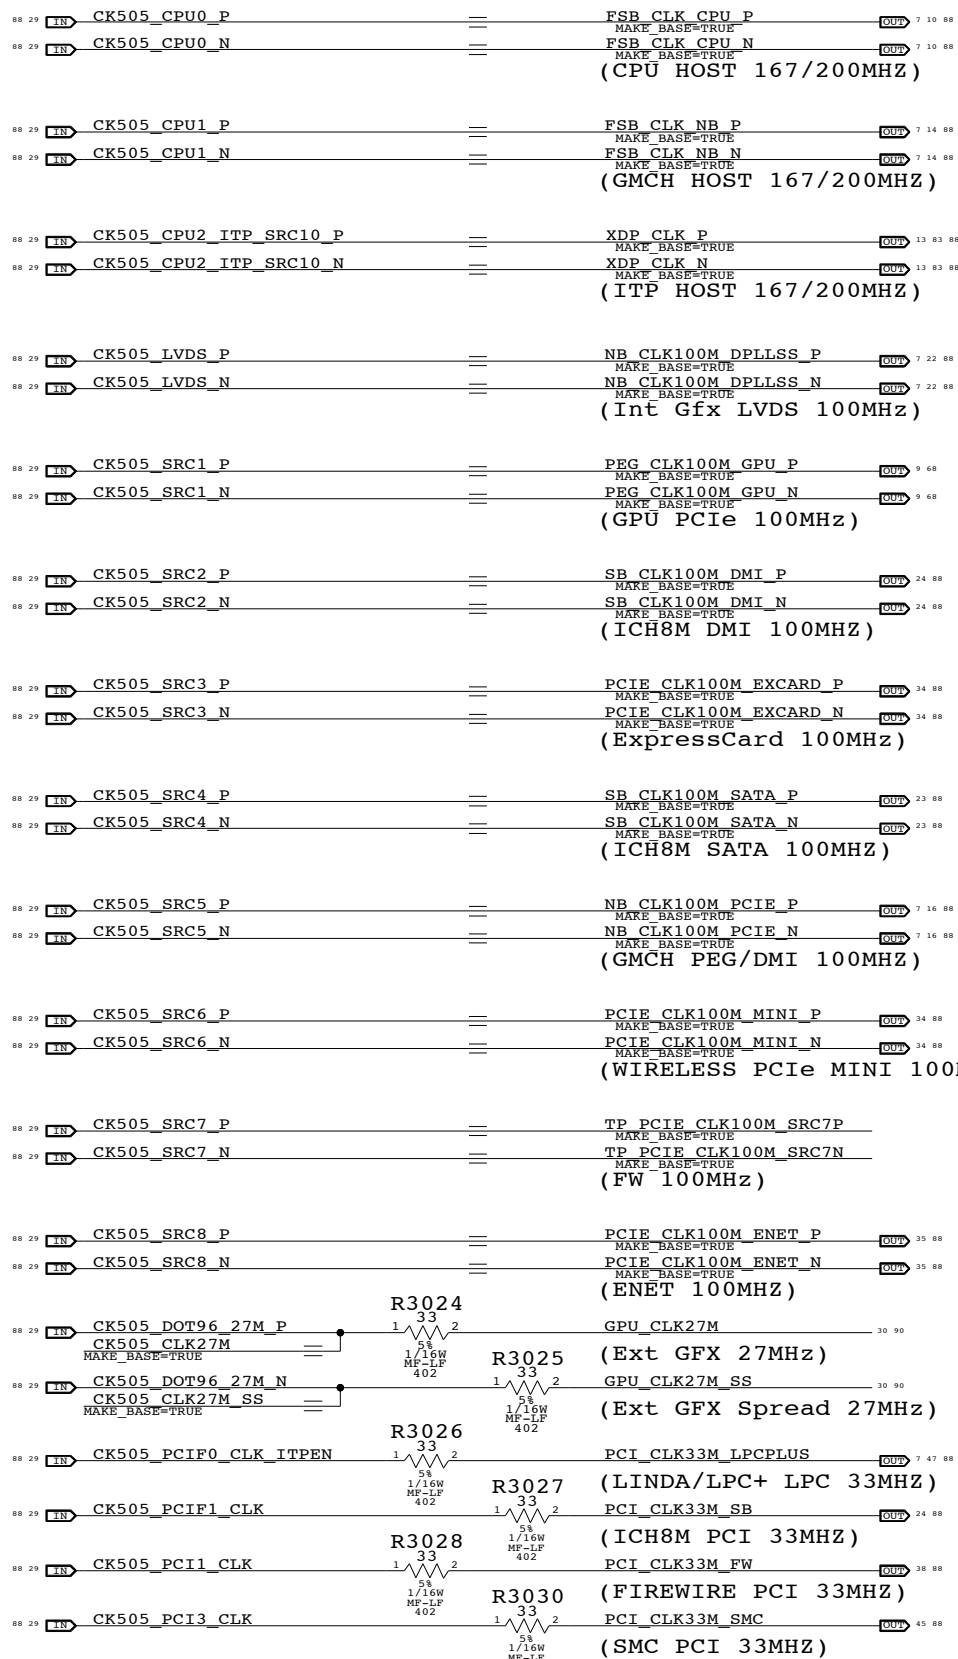 88 29 IN CK505_CPU0_P FSB_CLK_CPU_P OUT 7 10 88
MAKE_BASE=TRUE
88 29 IN CK505_CPU0_N FSB_CLK_CPU_N OUT 7 10 88
MAKE_BASE=TRUE
(CPU HOST 167/200MHZ)
88 29 IN CK505_CPU1_P FSB_CLK_NB_P OUT 7 14 88
MAKE_BASE=TRUE
88 29 IN CK505_CPU1_N FSB_CLK_NB_N OUT 7 14 88
MAKE_BASE=TRUE
(GMCH HOST 167/200MHZ)
88 29 IN CK505_CPU2_ITP_SRC10_P XDP_CLK_P OUT 13 83 88
MAKE_BASE=TRUE
88 29 IN CK505_CPU2_ITP_SRC10_N XDP_CLK_N OUT 13 83 88
MAKE_BASE=TRUE
(ITP HOST 167/200MHZ)
88 29 IN CK505_LVDS_P NB_CLK100M_DPLLSS_P OUT 7 22 88
MAKE_BASE=TRUE
88 29 IN CK505_LVDS_N NB_CLK100M_DPLLSS_N OUT 7 22 88
MAKE_BASE=TRUE
(Int Gfx LVDS 100MHz)
88 29 IN CK505_SRC1_P PEG_CLK100M_GPU_P OUT 9 68
MAKE_BASE=TRUE
88 29 IN CK505_SRC1_N PEG_CLK100M_GPU_N OUT 9 68
MAKE_BASE=TRUE
(GPU PCIe 100MHz)
88 29 IN CK505_SRC2_P SB_CLK100M_DMI_P OUT 24 88
MAKE_BASE=TRUE
88 29 IN CK505_SRC2_N SB_CLK100M_DMI_N OUT 24 88
MAKE_BASE=TRUE
(ICH8M DMI 100MHZ)
88 29 IN CK505_SRC3_P PCIE_CLK100M_EXCARD_P OUT 34 88
MAKE_BASE=TRUE
88 29 IN CK505_SRC3_N PCIE_CLK100M_EXCARD_N OUT 34 88
MAKE_BASE=TRUE
(ExpressCard 100MHz)
88 29 IN CK505_SRC4_P SB_CLK100M_SATA_P OUT 23 88
MAKE_BASE=TRUE
88 29 IN CK505_SRC4_N SB_CLK100M_SATA_N OUT 23 88
MAKE_BASE=TRUE
(ICH8M SATA 100MHZ)
88 29 IN CK505_SRC5_P NB_CLK100M_PCIE_P OUT 7 16 88
MAKE_BASE=TRUE
88 29 IN CK505_SRC5_N NB_CLK100M_PCIE_N OUT 7 16 88
MAKE_BASE=TRUE
(GMCH PEG/DMI 100MHZ)
88 29 IN CK505_SRC6_P PCIE_CLK100M_MINI_P OUT 34 88
MAKE_BASE=TRUE
88 29 IN CK505_SRC6_N PCIE_CLK100M_MINI_N OUT 34 88
MAKE_BASE=TRUE
(WIRELESS PCIe MINI 100
88 29 IN CK505_SRC7_P TP_PCIE_CLK100M_SRC7P
MAKE_BASE=TRUE
88 29 IN CK505_SRC7_N TP_PCIE_CLK100M_SRC7N
MAKE_BASE=TRUE
(FW 100MHz)
88 29 IN CK505_SRC8_P PCIE_CLK100M_ENET_P OUT 35 88
MAKE_BASE=TRUE
88 29 IN CK505_SRC8_N PCIE_CLK100M_ENET_N OUT 35 88
MAKE_BASE=TRUE
(ENET 100MHZ)
R3024
88 29 IN CK505_DOT96_27M_P 1 33 2 GPU_CLK27M 30 90
CK505_CLK27M 5% (Ext GFX 27MHz)
MAKE_BASE=TRUE 1/16W
MF-LF
402
R3025
88 29 IN CK505_DOT96_27M_N 1 33 2 GPU_CLK27M_SS 30 90
CK505_CLK27M_SS 5% (Ext GFX Spread 27MHz)
MAKE_BASE=TRUE 1/16W
MF-LF
402
R3026
88 29 IN CK505_PCIF0_CLK_ITPEN 1 33 2 PCI_CLK33M_LPCPLUS OUT 7 47 88
5% (LINDA/LPC+ LPC 33MHZ)
1/16W
MF-LF
402
R3027
88 29 IN CK505_PCIF1_CLK 1 33 2 PCI_CLK33M_SB OUT 24 88
5% (ICH8M PCI 33MHZ)
1/16W
MF-LF
402
R3028
88 29 IN CK505_PCI1_CLK 1 33 2 PCI_CLK33M_FW OUT 38 88
5% (FIREWIRE PCI 33MHZ)
1/16W
MF-LF
402
R3030
88 29 IN CK505_PCI3_CLK 1 33 2 PCI_CLK33M_SMC OUT 45 88
5% (SMC PCI 33MHZ)
1/16W
MF-LF